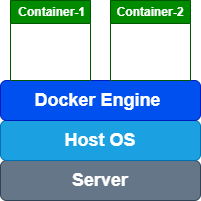 Container-1
Container-2
Docker Engine
Host OS
Server